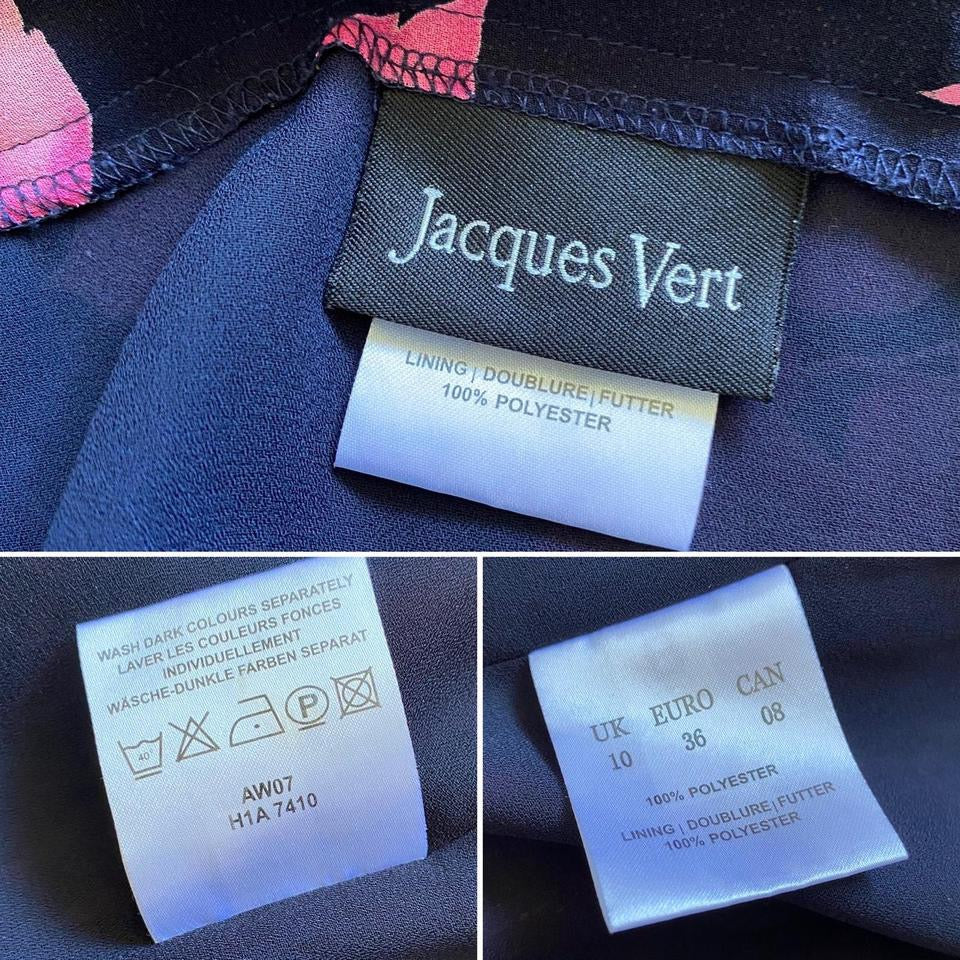 Jacques Vert
LINING | DOUBLURE | FUTTER
100% POLYESTER
WASH DARK COLOURS SEPARATELY
LAVER LES COULEURS FONCES
INDIVIDUELLEMENT
WÄSCHE-DUNKLE FARBEN SEPARAT
40° P
AW07
H1A 7410
UK EURO CAN
10 36 08
100% POLYESTER
LINING | DOUBLURE | FUTTER
100% POLYESTER